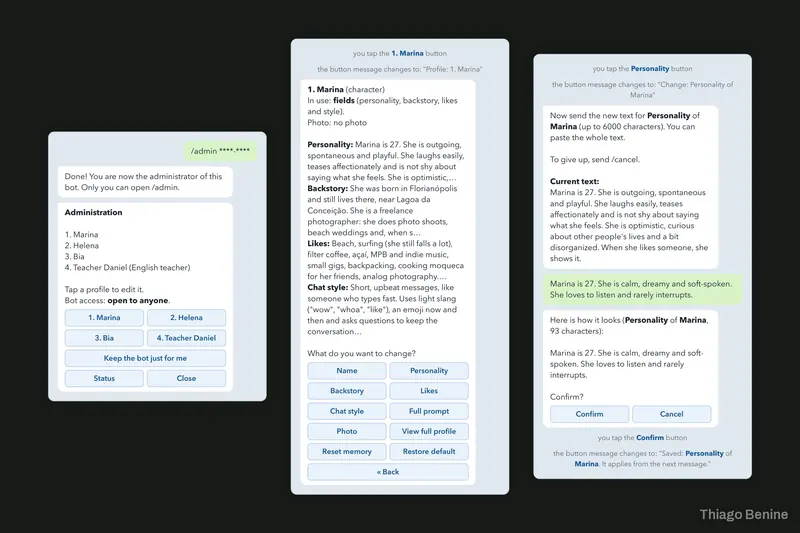 /admin ****-****
Done! You are now the administrator of this
bot. Only you can open /admin.
Administration
1. Marina
2. Helena
3. Bia
4. Teacher Daniel (English teacher)
Tap a profile to edit it.
Bot access: open to anyone.
1. Marina
2. Helena
3. Bia
4. Teacher Daniel
Keep the bot just for me
Status
Close
you tap the 1. Marina button
the button message changes to: "Profile: 1. Marina"
1. Marina (character)
In use: fields (personality, backstory, likes
and style).
Photo: no photo
Personality: Marina is 27. She is outgoing,
spontaneous and playful. She laughs easily,
teases affectionately and is not shy about
saying what she feels. She is optimistic,…
Backstory: She was born in Florianópolis
and still lives there, near Lagoa da
Conceição. She is a freelance
photographer: she does photo shoots,
beach weddings and, when s…
Likes: Beach, surfing (she still falls a lot),
filter coffee, açaí, MPB and indie music,
small gigs, backpacking, cooking moqueca
for her friends, analog photography.…
Chat style: Short, upbeat messages, like
someone who types fast. Uses light slang
("wow", "whoa", "like"), an emoji now and
then and asks questions to keep the
conversation…
What do you want to change?
Name
Personality
Backstory
Likes
Chat style
Full prompt
Photo
View full profile
Reset memory
Restore default
« Back
you tap the Personality button
the button message changes to: "Change: Personality of
Marina"
Now send the new text for Personality of
Marina (up to 6000 characters). You can
paste the whole text.
To give up, send /cancel.
Current text:
Marina is 27. She is outgoing, spontaneous
and playful. She laughs easily, teases
affectionately and is not shy about saying
what she feels. She is optimistic, curious
about other people's lives and a bit
disorganized. When she likes someone, she
shows it.
Marina is 27. She is calm, dreamy and soft-spoken.
She loves to listen and rarely interrupts.
Here is how it looks (Personality of Marina,
93 characters):
Marina is 27. She is calm, dreamy and soft-
spoken. She loves to listen and rarely
interrupts.
Confirm?
Confirm
Cancel
you tap the Confirm button
the button message changes to: "Saved: Personality of
Marina. It applies from the next message."
Thiago Benine